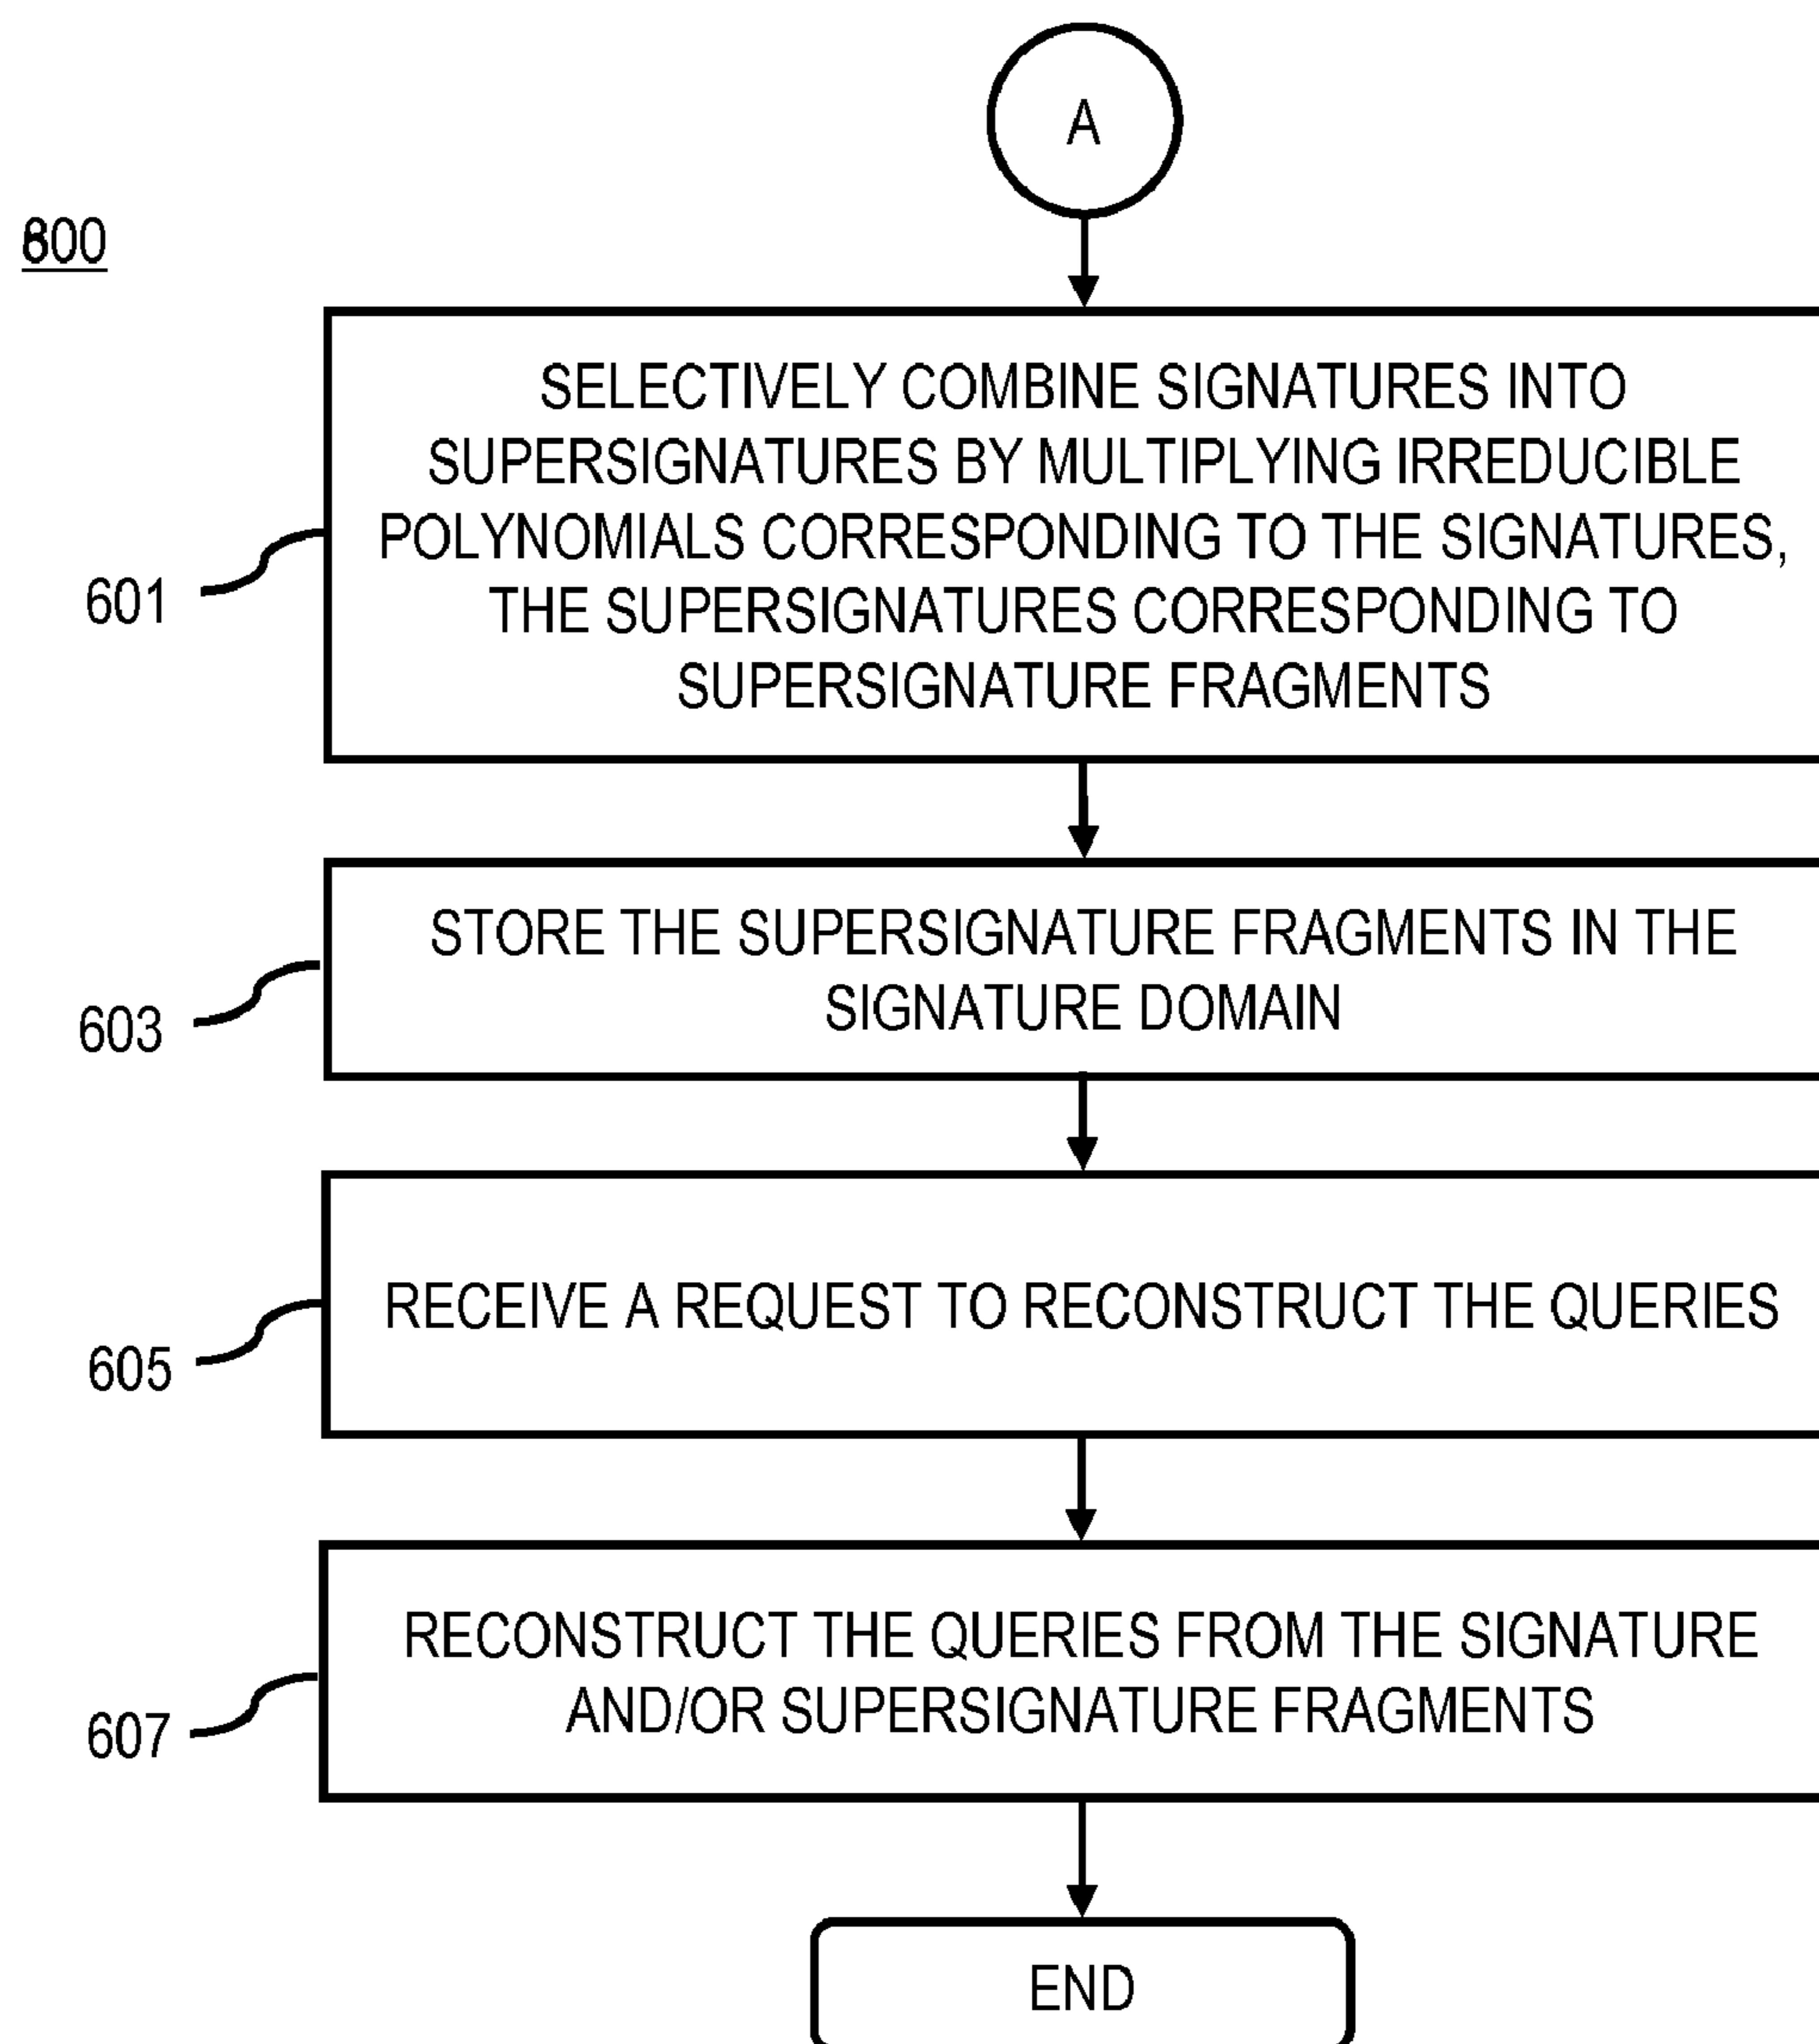 A
800
SELECTIVELY COMBINE SIGNATURES INTO
SUPERSIGNATURES BY MULTIPLYING IRREDUCIBLE
POLYNOMIALS CORRESPONDING TO THE SIGNATURES,
THE SUPERSIGNATURES CORRESPONDING TO
SUPERSIGNATURE FRAGMENTS
601
STORE THE SUPERSIGNATURE FRAGMENTS IN THE
SIGNATURE DOMAIN
603
RECEIVE A REQUEST TO RECONSTRUCT THE QUERIES
605
RECONSTRUCT THE QUERIES FROM THE SIGNATURE
AND/OR SUPERSIGNATURE FRAGMENTS
607
END